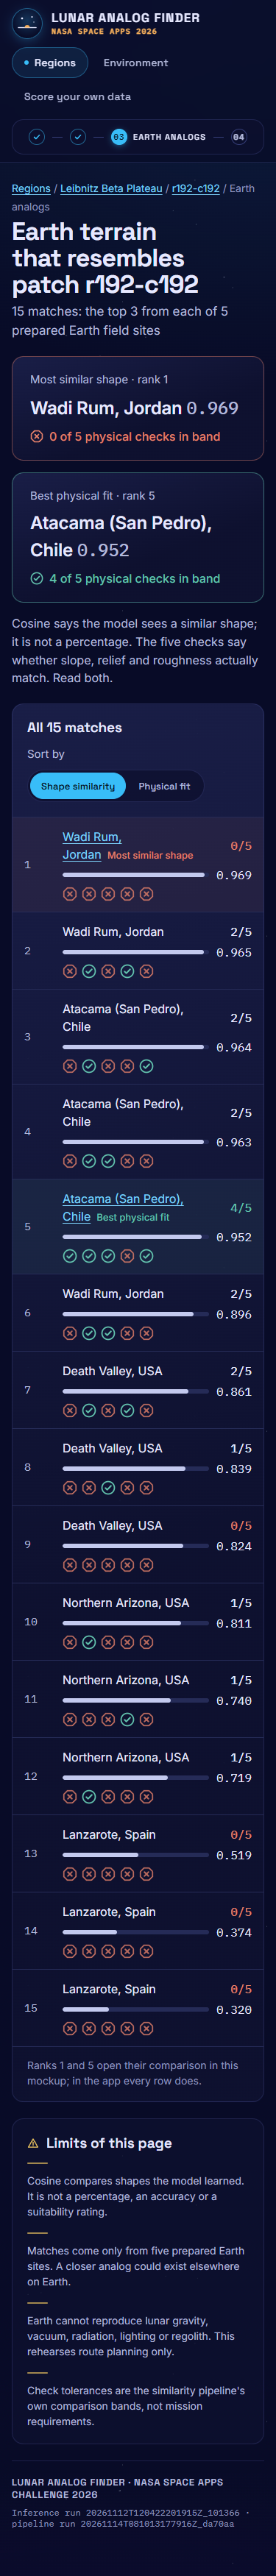 LUNAR ANALOG FINDER
NASA SPACE APPS 2026
Regions
Environment
Score your own data
03 EARTH ANALOGS
04
Regions / Leibnitz Beta Plateau / r192-c192 / Earth
analogs
Earth terrain
that resembles
patch r192-c192
15 matches: the top 3 from each of 5
prepared Earth field sites
Most similar shape · rank 1
Wadi Rum, Jordan 0.969
0 of 5 physical checks in band
Best physical fit · rank 5
Atacama (San Pedro),
Chile 0.952
4 of 5 physical checks in band
Cosine says the model sees a similar shape;
it is not a percentage. The five checks say
whether slope, relief and roughness actually
match. Read both.
All 15 matches
Sort by
Shape similarity
Physical fit
1
Wadi Rum,
Jordan Most similar shape
0/5
0.969
2
Wadi Rum, Jordan
2/5
0.965
3
Atacama (San Pedro),
Chile
2/5
0.964
4
Atacama (San Pedro),
Chile
2/5
0.963
5
Atacama (San Pedro),
Chile Best physical fit
4/5
0.952
6
Wadi Rum, Jordan
2/5
0.896
7
Death Valley, USA
2/5
0.861
8
Death Valley, USA
1/5
0.839
9
Death Valley, USA
0/5
0.824
10
Northern Arizona, USA
1/5
0.811
11
Northern Arizona, USA
1/5
0.740
12
Northern Arizona, USA
1/5
0.719
13
Lanzarote, Spain
0/5
0.519
14
Lanzarote, Spain
0/5
0.374
15
Lanzarote, Spain
0/5
0.320
Ranks 1 and 5 open their comparison in this
mockup; in the app every row does.
Limits of this page
Cosine compares shapes the model learned.
It is not a percentage, an accuracy or a
suitability rating.
Matches come only from five prepared Earth
sites. A closer analog could exist elsewhere
on Earth.
Earth cannot reproduce lunar gravity,
vacuum, radiation, lighting or regolith. This
rehearses route planning only.
Check tolerances are the similarity pipeline's
own comparison bands, not mission
requirements.
LUNAR ANALOG FINDER · NASA SPACE APPS
CHALLENGE 2026
Inference run 20261112T120422201915Z_101366 ·
pipeline run 20261114T081013177916Z_da70aa